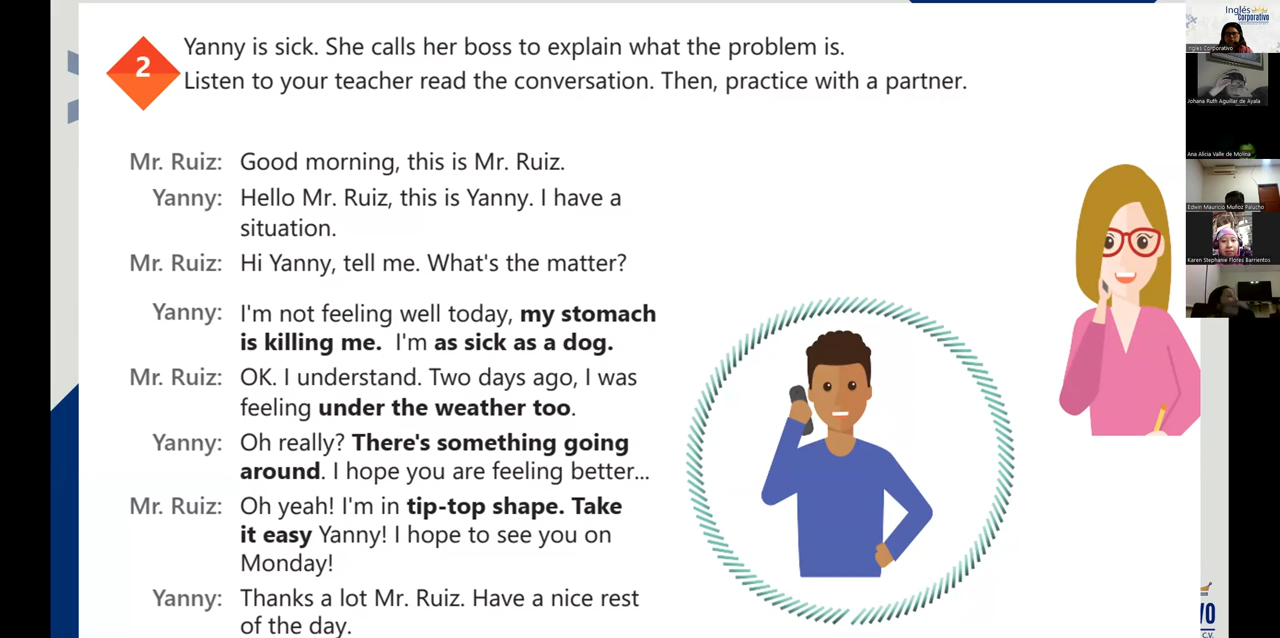 2
Yanny is sick. She calls her boss to explain what the problem is.
Listen to your teacher read the conversation. Then, practice with a partner.
Mr. Ruiz: Good morning, this is Mr. Ruiz.
Yanny: Hello Mr. Ruiz, this is Yanny. I have a
situation.
Mr. Ruiz: Hi Yanny, tell me. What's the matter?
Yanny: I'm not feeling well today, my stomach
is killing me. I'm as sick as a dog.
Mr. Ruiz: OK. I understand. Two days ago, I was
feeling under the weather too.
Yanny: Oh really? There's something going
around. I hope you are feeling better...
Mr. Ruiz: Oh yeah! I'm in tip-top shape. Take
it easy Yanny! I hope to see you on
Monday!
Yanny: Thanks a lot Mr. Ruiz. Have a nice rest
of the day.
Inglés
Corporativo
Inglés Corporativo
Johana Ruth Aguillar de Ayala
Ana Alicia Valle de Molina
Edwin Mauricio Muñoz Palucho
Karen Stephanie Flores Barrientos
VO
C.V.